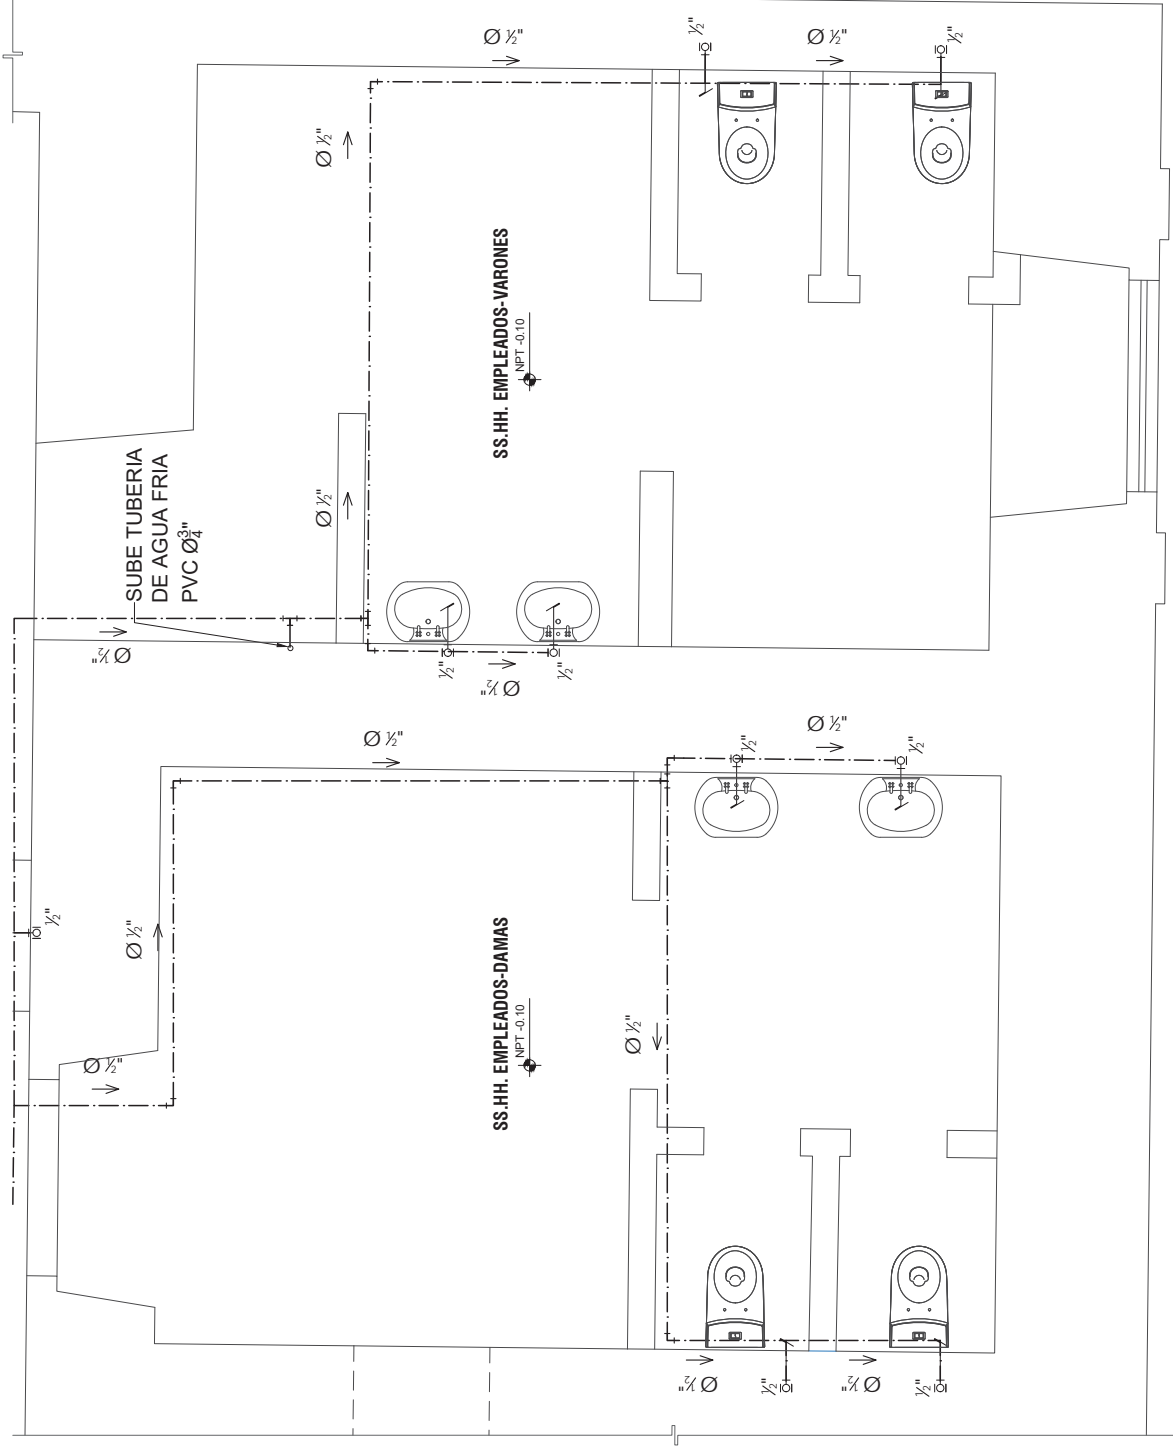 Ø ½"
½"
Ø ½"
½"
Ø ½"
SS.HH. EMPLEADOS-VARONES
NPT -0.10
SUBE TUBERIA
DE AGUA FRIA
PVC Ø¾"
Ø ½"
Ø ½"
½"
Ø ½"
½"
Ø ½"
Ø ½"
½"
½"
½"
Ø ½"
SS.HH. EMPLEADOS-DAMAS
NPT -0.10
Ø ½"
Ø ½"
Ø ½"
½"
Ø ½"
½"